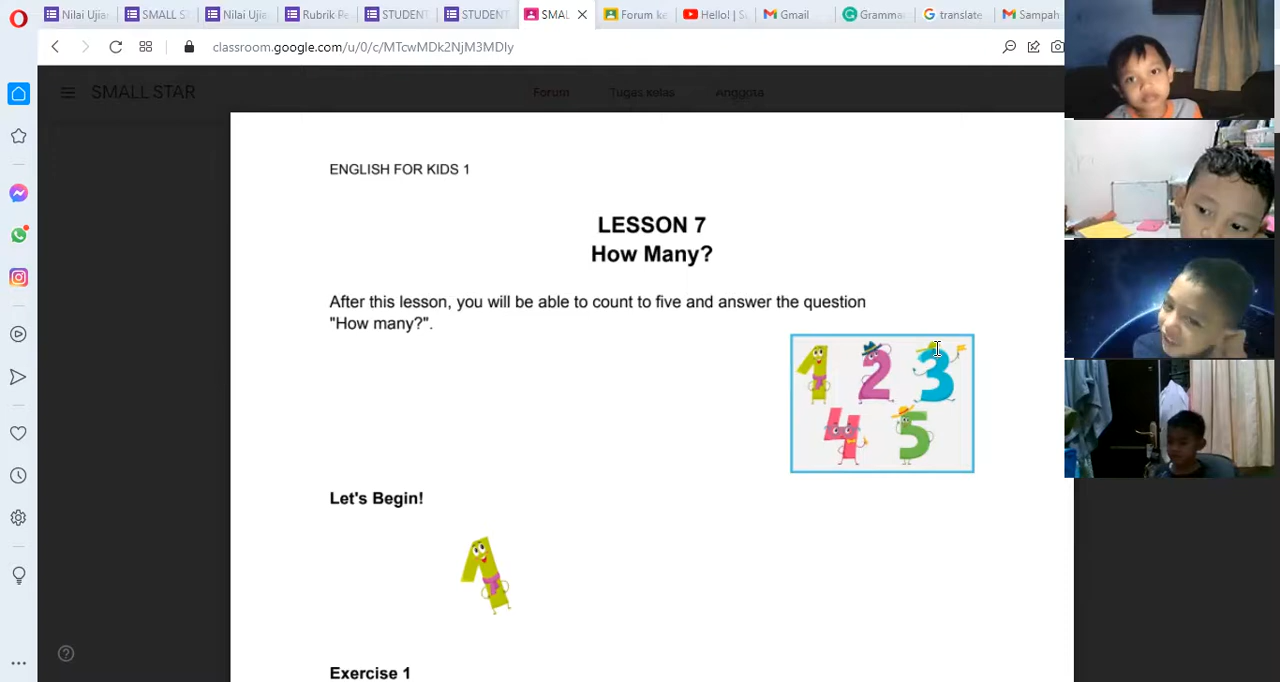 Nilai Ujia
SMALL ST
Nilai Ujia
Rubrik Pe
STUDENT
STUDENT
SMAL
Forum ke
Hello! | S
Gmail
Gramma
translate
Sampah
classroom.google.com/u/0/c/MTcwMDk2NjM3MDIy
SMALL STAR
Forum
Tugas kelas
Anggota
ENGLISH FOR KIDS 1
LESSON 7
How Many?
After this lesson, you will be able to count to five and answer the question
"How many?".
1 2 3
4 5
Let's Begin!
1
Exercise 1